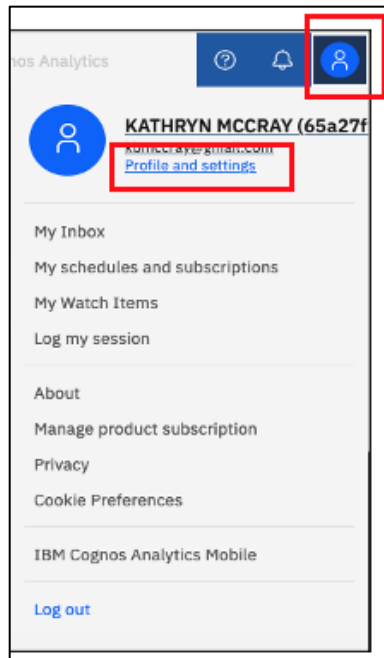 nos Analytics
KATHRYN MCCRAY (65a27f
Profile and settings
My Inbox
My schedules and subscriptions
My Watch Items
Log my session
About
Manage product subscription
Privacy
Cookie Preferences
IBM Cognos Analytics Mobile
Log out